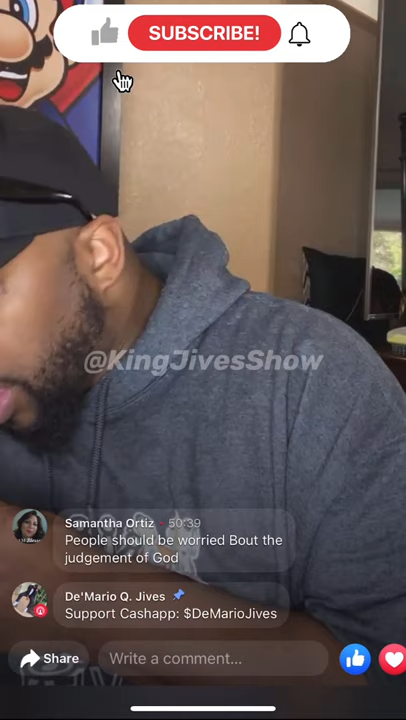 SUBSCRIBE!
@KingJivesShow
Samantha Ortiz • 50:39
People should be worried Bout the
judgement of God
De'Mario Q. Jives
Support Cashapp: $DeMarioJives
Share
Write a comment...